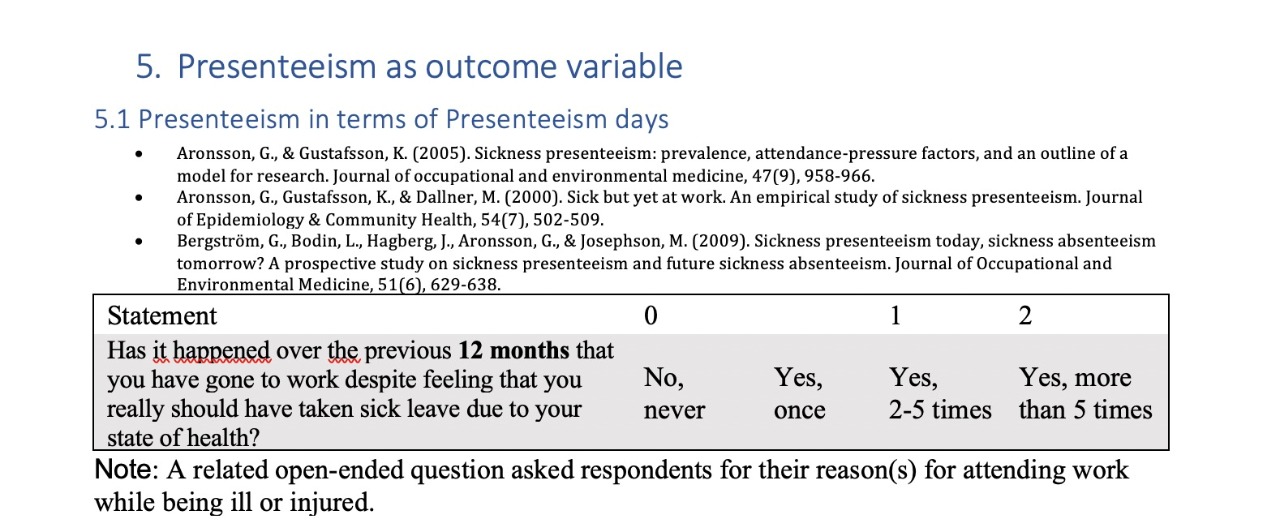 5. Presenteeism as outcome variable
5.1 Presenteeism in terms of Presenteeism days
• Aronsson, G., & Gustafsson, K. (2005). Sickness presenteeism: prevalence, attendance-pressure factors, and an outline of a
model for research. Journal of occupational and environmental medicine, 47(9), 958-966.
• Aronsson, G., Gustafsson, K., & Dallner, M. (2000). Sick but yet at work. An empirical study of sickness presenteeism. Journal
of Epidemiology & Community Health, 54(7), 502-509.
• Bergström, G., Bodin, L., Hagberg, J., Aronsson, G., & Josephson, M. (2009). Sickness presenteeism today, sickness absenteeism
tomorrow? A prospective study on sickness presenteeism and future sickness absenteeism. Journal of Occupational and
Environmental Medicine, 51(6), 629-638.
Statement 0 1 2
Has it happened over the previous 12 months that
you have gone to work despite feeling that you No, Yes, Yes, Yes, more
really should have taken sick leave due to your never once 2-5 times than 5 times
state of health?
Note: A related open-ended question asked respondents for their reason(s) for attending work
while being ill or injured.